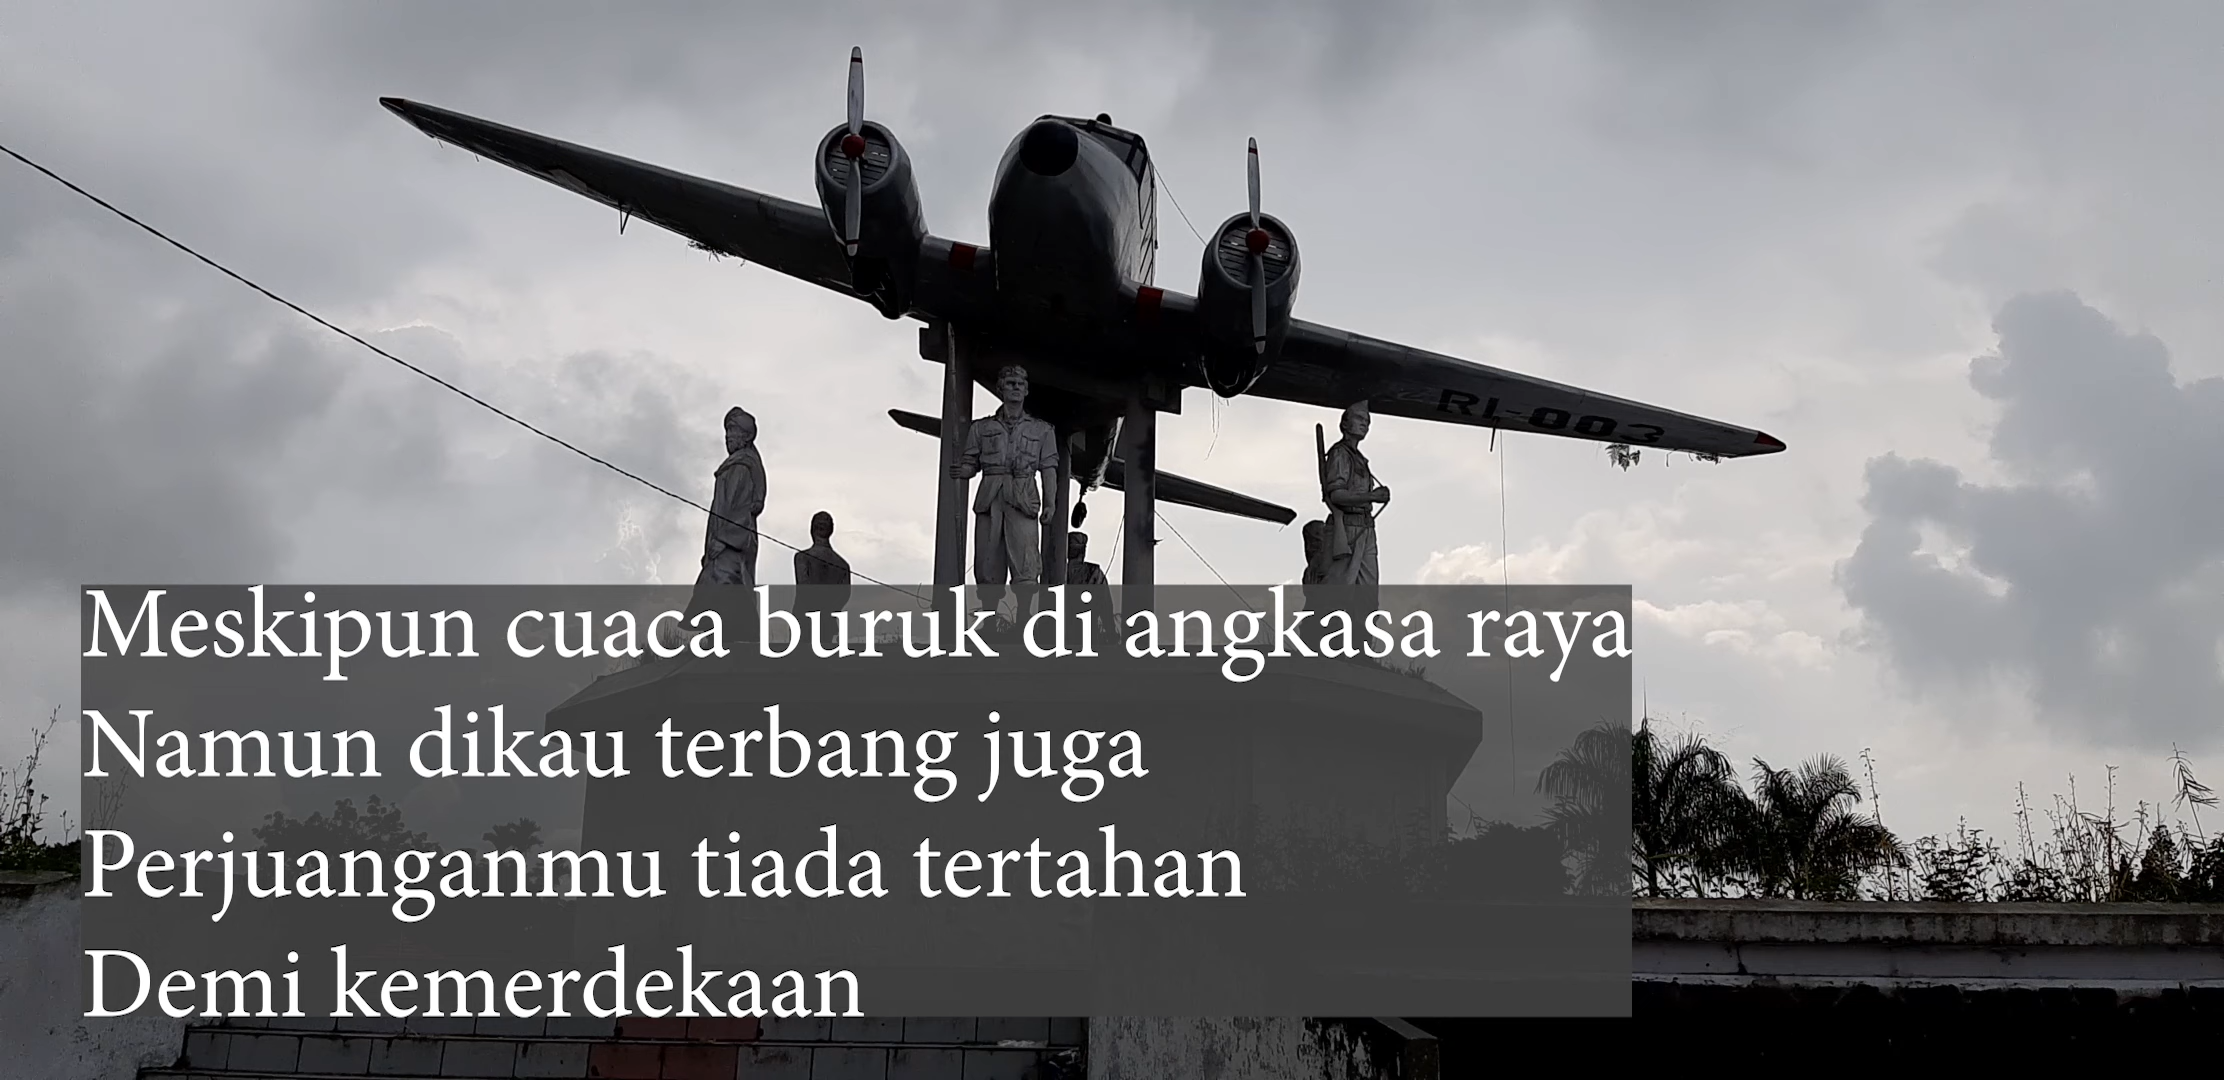 RI-003
Meskipun cuaca buruk di angkasa raya
Namun dikau terbang juga
Perjuanganmu tiada tertahan
Demi kemerdekaan